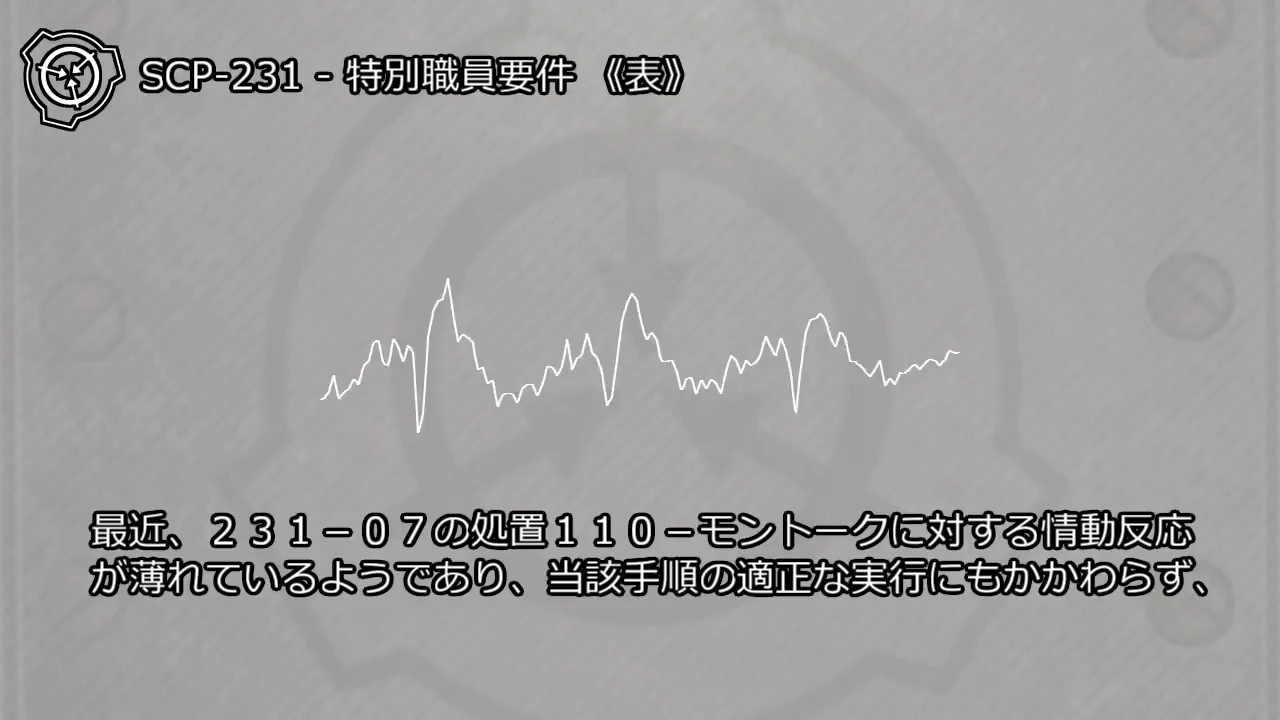 SCP-231 - 特別職員要件 《表》
最近、２３１－０７の処置１１０－モントークに対する情動反応
が薄れているようであり、当該手順の適正な実行にもかかわらず、